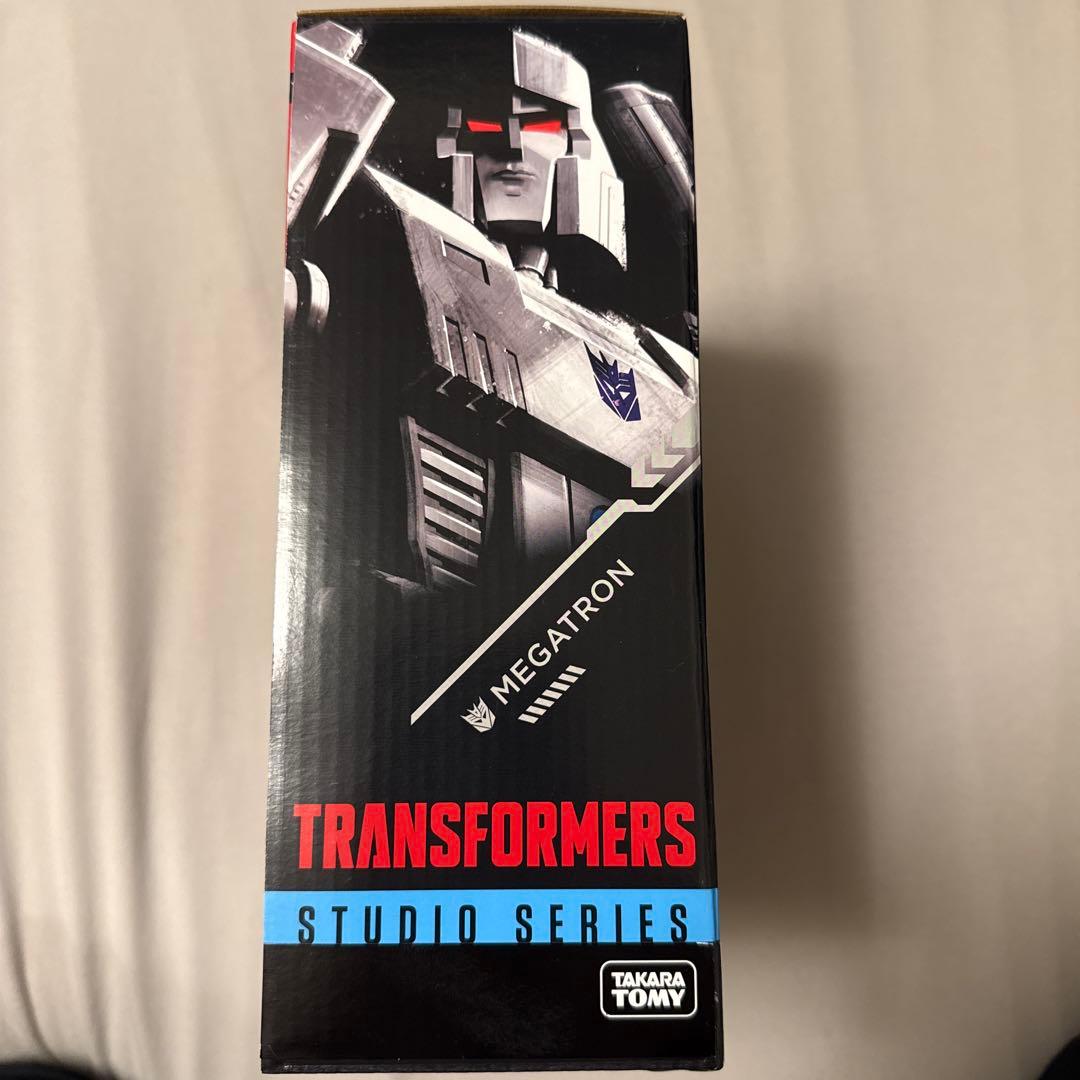 MEGATRON
TRANSFORMERS
STUDIO SERIES
TAKARA
TOMY